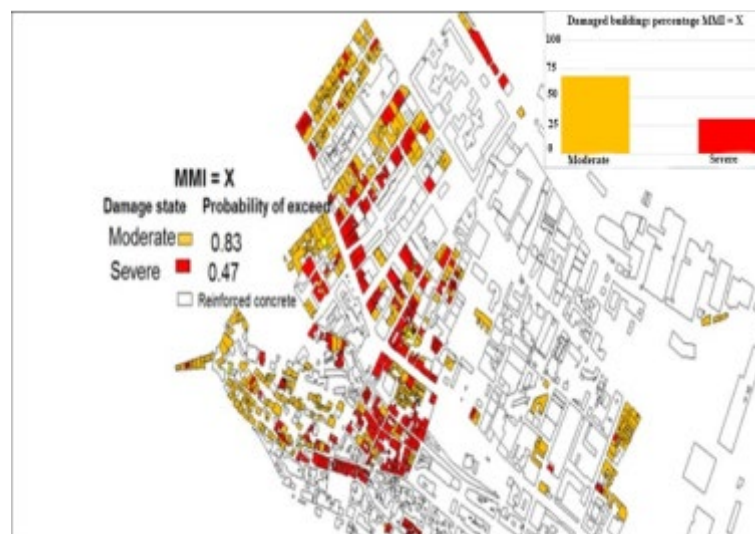 Damaged buildings percentage MMI = X
100
75
50
25
0
Moderate
Severe
MMI = X
Damage state Probability of exceed
Moderate 0.83
Severe 0.47
Reinforced concrete